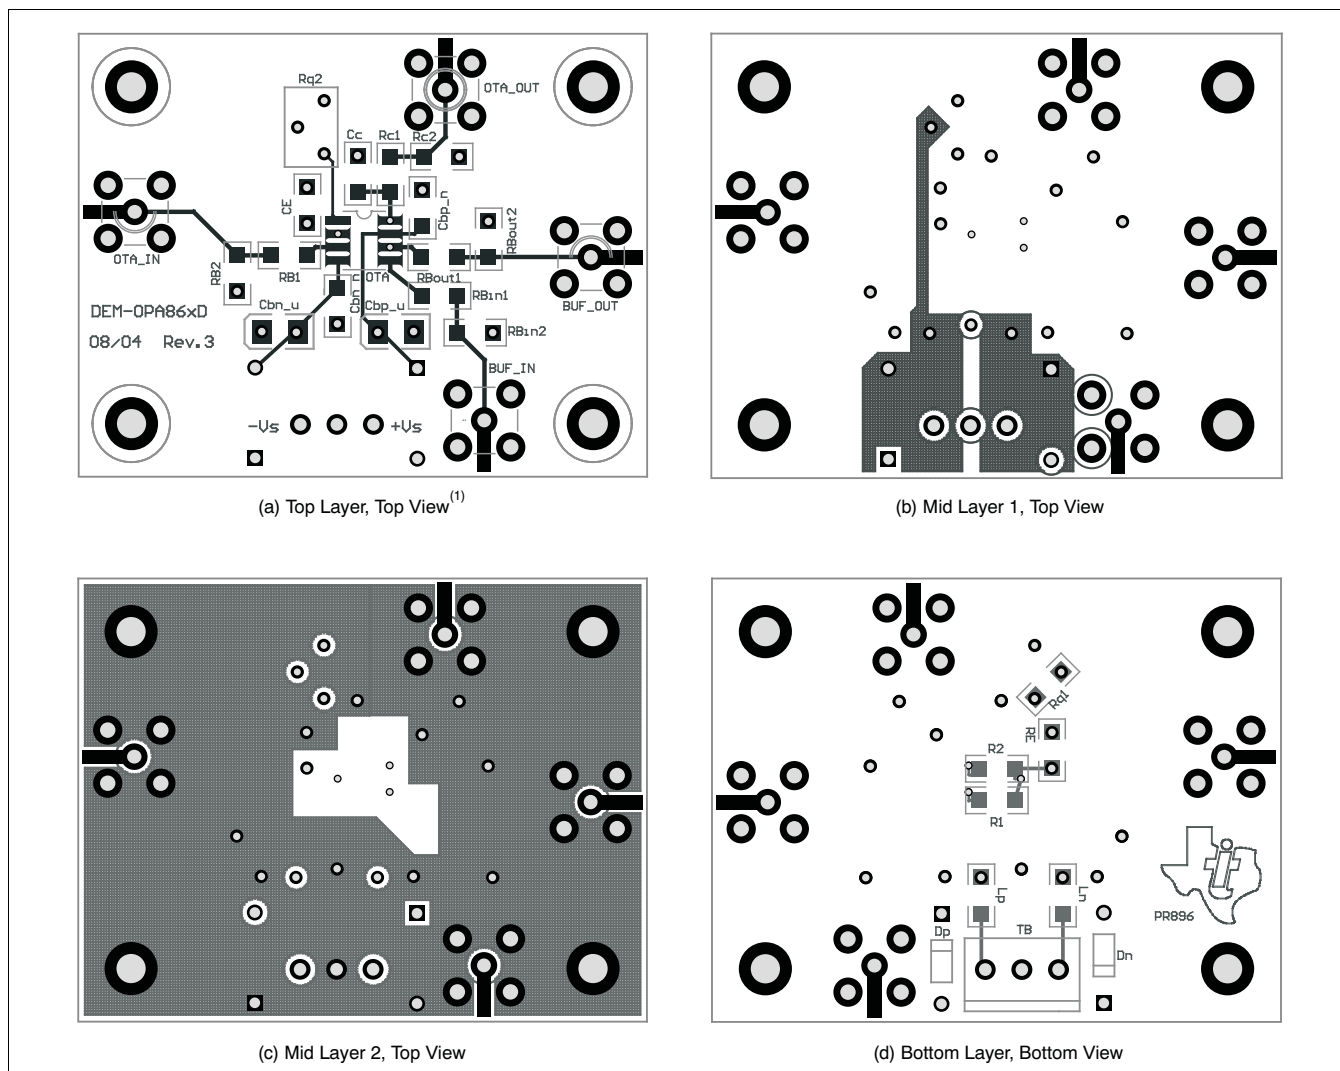 Rq2
OTA_OUT
Cc Rc1 Rc2
CE
Cbp_n
RBout2
OTA_IN
RB2
RB1
OTA
RBout1
BUF_OUT
Cbn_n
RBin1
DEM-OPA86xD
Cbn_u
Cbp_u
RBin2
08/04 Rev.3
BUF_IN
-Vs
+Vs
(a) Top Layer, Top View(1)
(b) Mid Layer 1, Top View
Rq1
RE
R2
R1
Lp
Ln
PR896
Dp
TB
Dn
(c) Mid Layer 2, Top View
(d) Bottom Layer, Bottom View